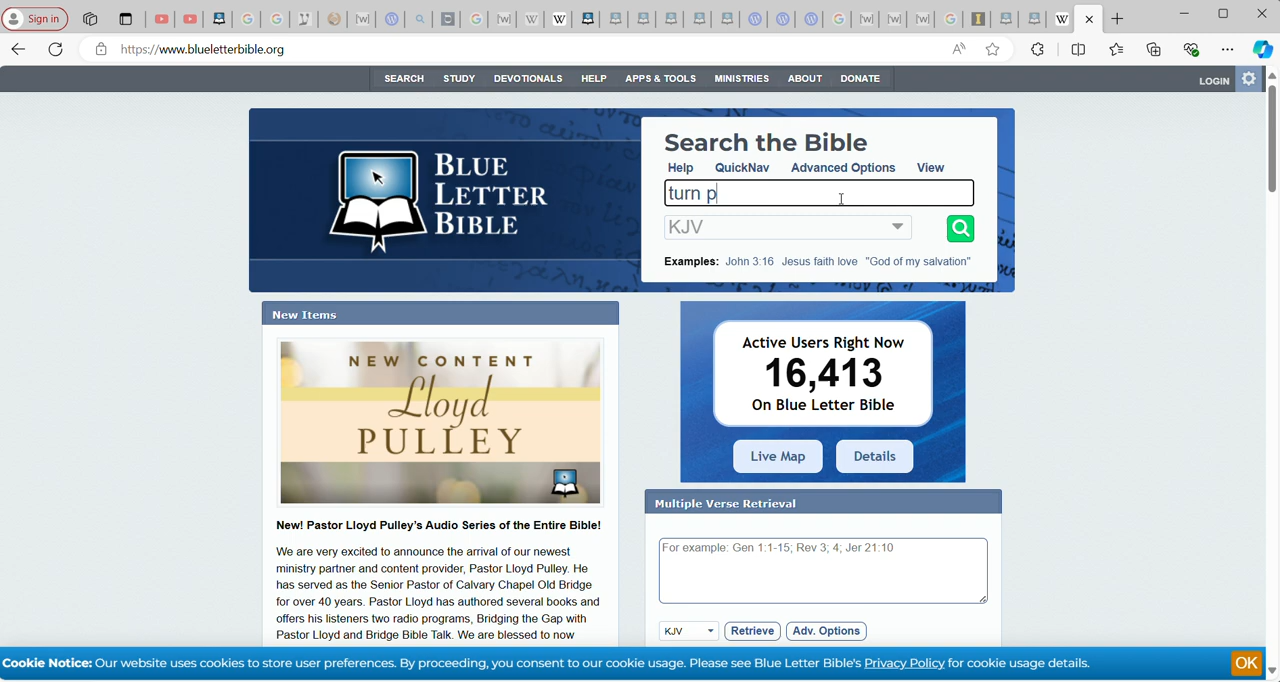 Sign in
https://www.blueletterbible.org
SEARCH STUDY DEVOTIONALS HELP APPS & TOOLS MINISTRIES ABOUT DONATE
LOGIN
BLUE
LETTER
BIBLE
Search the Bible
Help QuickNav Advanced Options View
turn p
KJV
Examples: John 3:16 Jesus faith love "God of my salvation"
New Items
NEW CONTENT
Lloyd
PULLEY
New! Pastor Lloyd Pulley's Audio Series of the Entire Bible!
We are very excited to announce the arrival of our newest
ministry partner and content provider, Pastor Lloyd Pulley. He
has served as the Senior Pastor of Calvary Chapel Old Bridge
for over 40 years. Pastor Lloyd has authored several books and
offers his listeners two radio programs, Bridging the Gap with
Pastor Lloyd and Bridge Bible Talk. We are blessed to now
Active Users Right Now
16,413
On Blue Letter Bible
Live Map Details
Multiple Verse Retrieval
For example: Gen 1:1-15; Rev 3; 4; Jer 21:10
KJV Retrieve Adv. Options
Cookie Notice: Our website uses cookies to store user preferences. By proceeding, you consent to our cookie usage. Please see Blue Letter Bible's Privacy Policy for cookie usage details.
OK